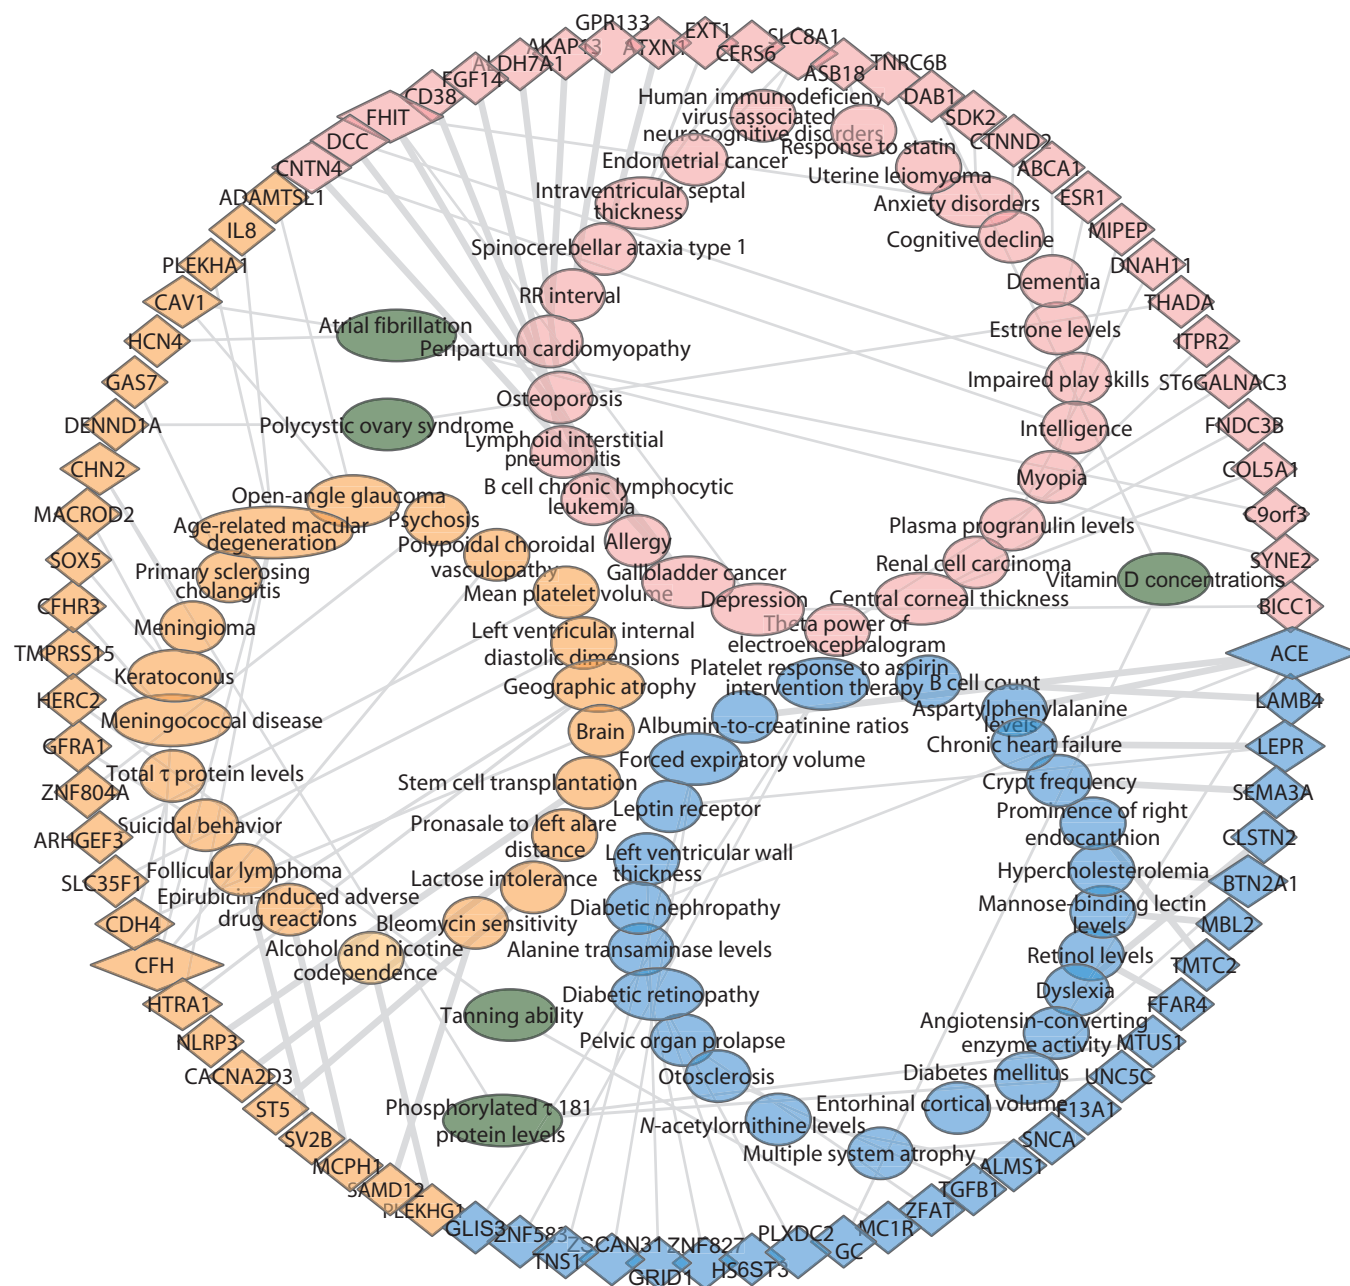 GPR133
AKAP13
ATXN1
EXT1
CERS6
SLC8A1
ALDH7A1
ASB18
TNRC6B
FGF14
DAB1
CD38
SDK2
FHIT
CTNND2
DCC
ABCA1
CNTN4
ESR1
ADAMTSL1
MIPEP
IL8
DNAH11
PLEKHA1
THADA
CAV1
ITPR2
HCN4
ST6GALNAC3
GAS7
FNDC3B
DENND1A
COL5A1
CHN2
C9orf3
MACROD2
SYNE2
SOX5
BICC1
CFHR3
ACE
TMPRSS15
LAMB4
HERC2
LEPR
GFRA1
SEMA3A
ZNF804A
CLSTN2
ARHGEF3
BTN2A1
SLC35F1
MBL2
CDH4
TMTC2
CFH
FFAR4
HTRA1
MTUS1
NLRP3
UNC5C
CACNA2D3
F13A1
ST5
SNCA
SV2B
ALMS1
MCPH1
TGFB1
SAMD12
ZFAT
PLEKHG1
MC1R
GLIS3
GC
ZNF583
PLXDC2
TNS1
HS6ST3
ZSCAN31
ZNF827
GRID1
Human immunodeficieny
virus-associated
neurocognitive disorders
Response to statin
Endometrial cancer
Uterine leiomyoma
Intraventricular septal
thickness
Anxiety disorders
Spinocerebellar ataxia type 1
Cognitive decline
RR interval
Dementia
Atrial fibrillation
Peripartum cardiomyopathy
Estrone levels
Osteoporosis
Impaired play skills
Polycystic ovary syndrome
Lymphoid interstitial
pneumonitis
Intelligence
B cell chronic lymphocytic
leukemia
Myopia
Allergy
Plasma progranulin levels
Gallbladder cancer
Renal cell carcinoma
Vitamin D concentrations
Depression
Central corneal thickness
Theta power of
electroencephalogram
Open-angle glaucoma
Age-related macular
degeneration
Psychosis
Polypoidal choroidal
vasculopathy
Primary sclerosing
cholangitis
Mean platelet volume
Meningioma
Left ventricular internal
diastolic dimensions
Keratoconus
Geographic atrophy
Meningococcal disease
Brain
Total τ protein levels
Stem cell transplantation
Suicidal behavior
Pronasale to left alare
distance
Follicular lymphoma
Lactose intolerance
Epirubicin-induced adverse
drug reactions
Bleomycin sensitivity
Alcohol and nicotine
codependence
Platelet response to aspirin
intervention therapy
B cell count
Albumin-to-creatinine ratios
Aspartylphenylalanine
levels
Forced expiratory volume
Chronic heart failure
Leptin receptor
Crypt frequency
Left ventricular wall
thickness
Prominence of right
endocanthion
Hypercholesterolemia
Diabetic nephropathy
Mannose-binding lectin
levels
Alanine transaminase levels
Retinol levels
Diabetic retinopathy
Dyslexia
Tanning ability
Pelvic organ prolapse
Angiotensin-converting
enzyme activity
Otosclerosis
Diabetes mellitus
Phosphorylated τ 181
protein levels
Entorhinal cortical volume
N-acetylornithine levels
Multiple system atrophy